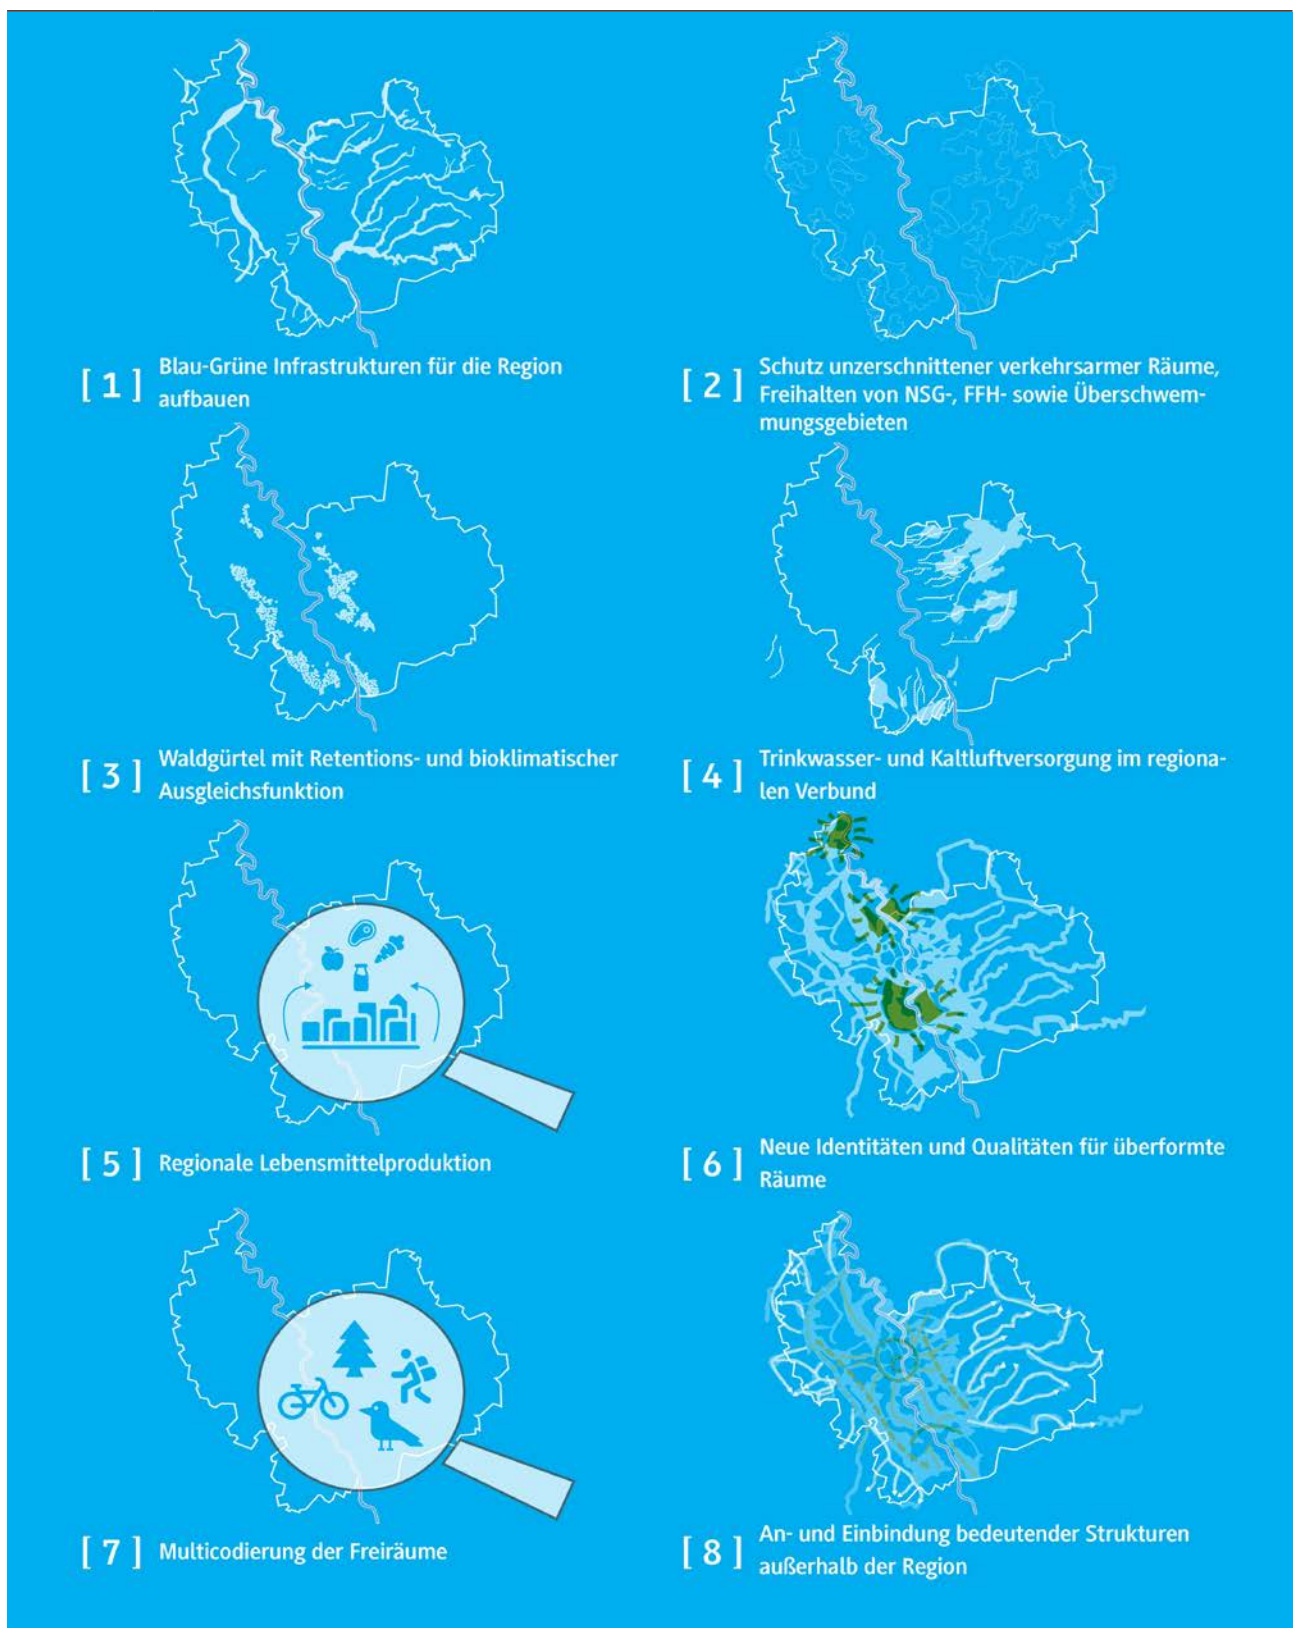 [ 1 ] Blau-Grüne Infrastrukturen für die Region
aufbauen
[ 2 ] Schutz unzerschnittener verkehrsarmer Räume,
Freihalten von NSG-, FFH- sowie Überschwem-
mungsgebieten
[ 3 ] Waldgürtel mit Retentions- und bioklimatischer
Ausgleichsfunktion
[ 4 ] Trinkwasser- und Kaltluftversorgung im regiona-
len Verbund
[ 5 ] Regionale Lebensmittelproduktion
[ 6 ] Neue Identitäten und Qualitäten für überformte
Räume
[ 7 ] Multicodierung der Freiräume
[ 8 ] An- und Einbindung bedeutender Strukturen
außerhalb der Region